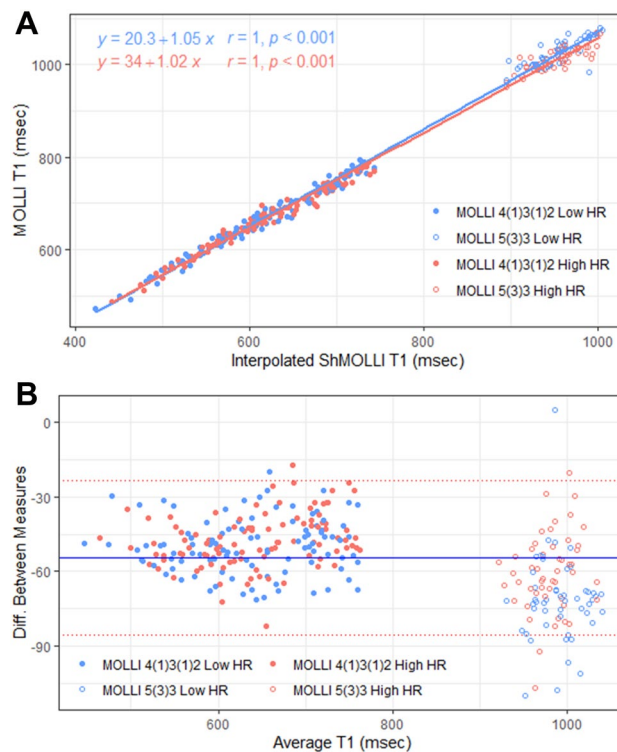 A
y = 20.3 + 1.05 x r = 1, p < 0.001
y = 34 + 1.02 x r = 1, p < 0.001
1000
800
600
MOLLI T1 (msec)
MOLLI 4(1)3(1)2 Low HR
MOLLI 5(3)3 Low HR
MOLLI 4(1)3(1)2 High HR
MOLLI 5(3)3 High HR
400 600 800 1000
Interpolated ShMOLLI T1 (msec)
B
0
-30
-60
-90
Diff. Between Measures
MOLLI 4(1)3(1)2 Low HR MOLLI 4(1)3(1)2 High HR
MOLLI 5(3)3 Low HR MOLLI 5(3)3 High HR
600 800 1000
Average T1 (msec)